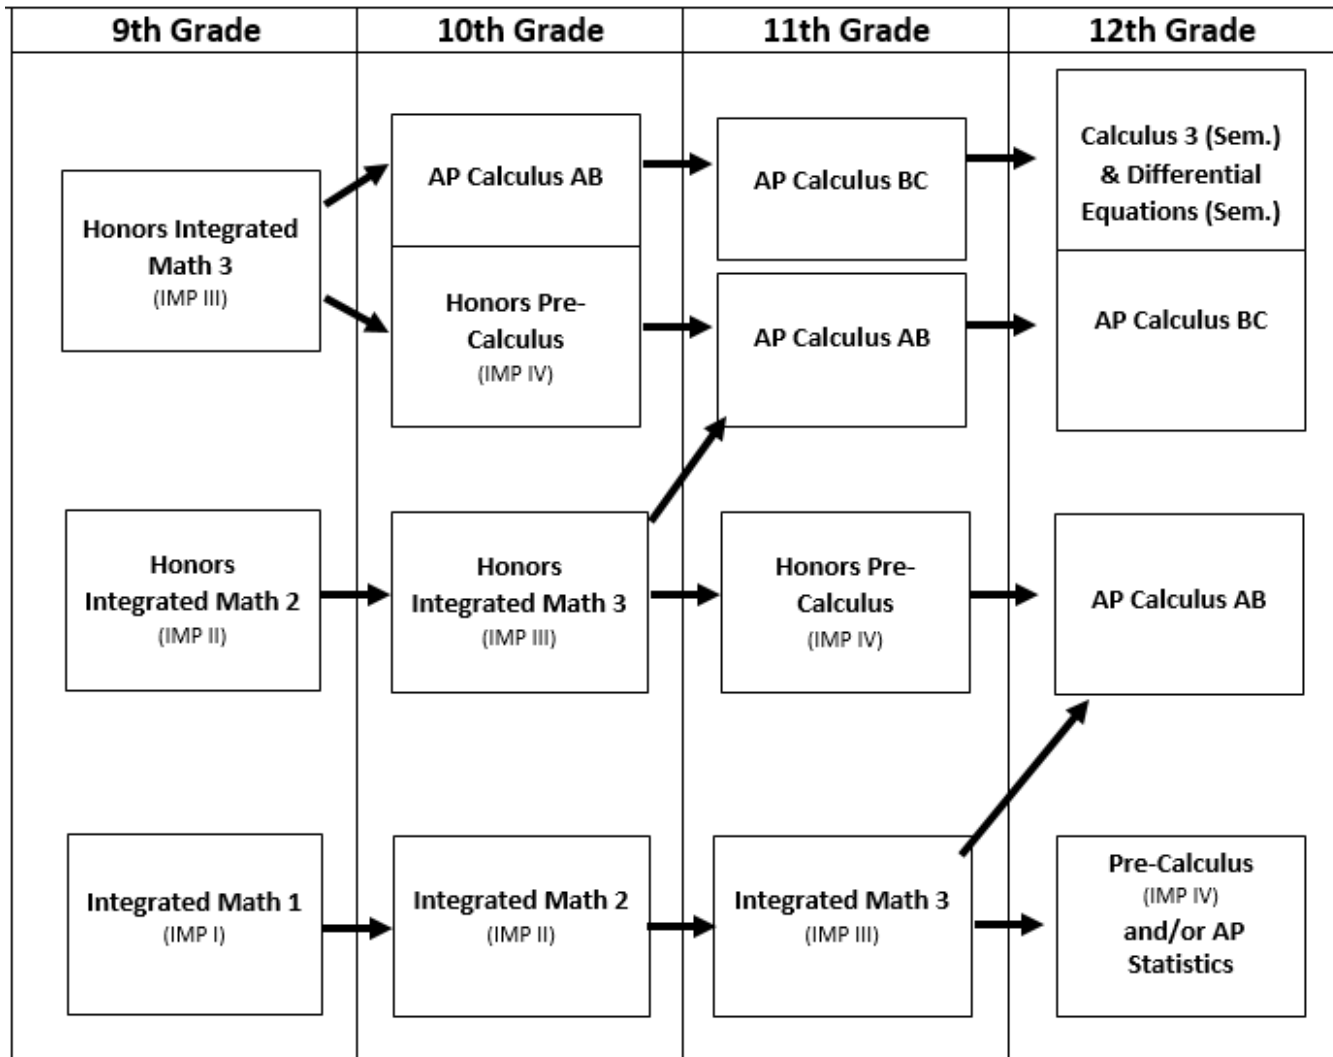 9th Grade
10th Grade
11th Grade
12th Grade
Honors Integrated
Math 3
(IMP III)
AP Calculus AB
Honors Pre-
Calculus
(IMP IV)
AP Calculus BC
AP Calculus AB
Calculus 3 (Sem.)
& Differential
Equations (Sem.)
AP Calculus BC
Honors
Integrated Math 2
(IMP II)
Honors
Integrated Math 3
(IMP III)
Honors Pre-
Calculus
(IMP IV)
AP Calculus AB
Integrated Math 1
(IMP I)
Integrated Math 2
(IMP II)
Integrated Math 3
(IMP III)
Pre-Calculus
(IMP IV)
and/or AP
Statistics